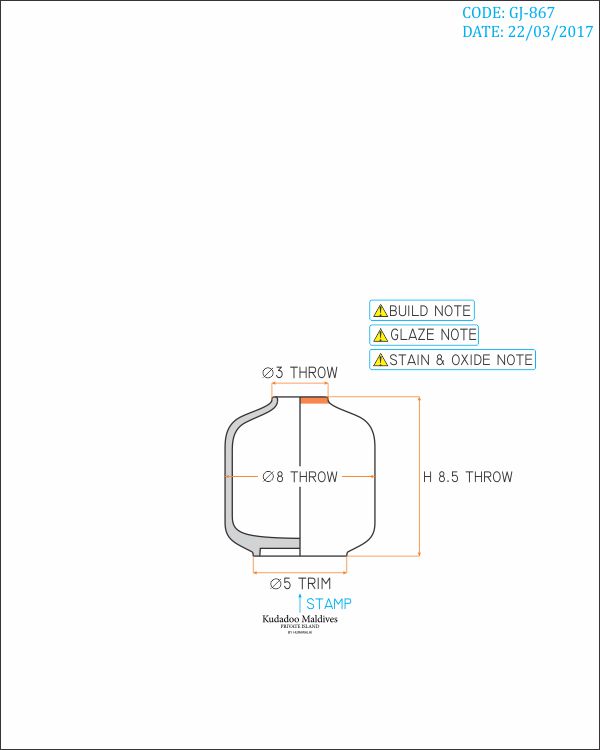 CODE: GJ-867
DATE: 22/03/2017
BUILD NOTE
GLAZE NOTE
STAIN & OXIDE NOTE
∅3 THROW
∅8 THROW
H 8.5 THROW
∅5 TRIM
STAMP
Kudadoo Maldives
PRIVATE ISLAND
BY HURAWALHI